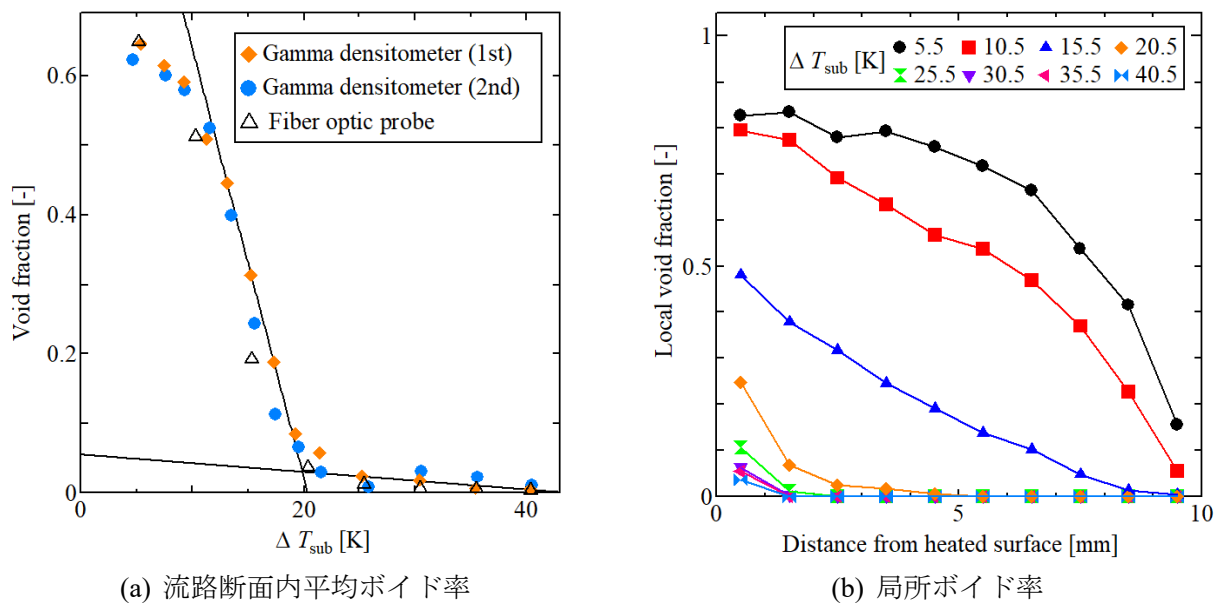 Gamma densitometer (1st)
Gamma densitometer (2nd)
Fiber optic probe
Void fraction [-]
0.6
0.4
0.2
0
0
20
40
Δ Tsub [K]
(a) 流路断面内平均ボイド率
Δ Tsub [K]
5.5 10.5 15.5 20.5
25.5 30.5 35.5 40.5
Local void fraction [-]
1
0.5
0
0
5
10
Distance from heated surface [mm]
(b) 局所ボイド率